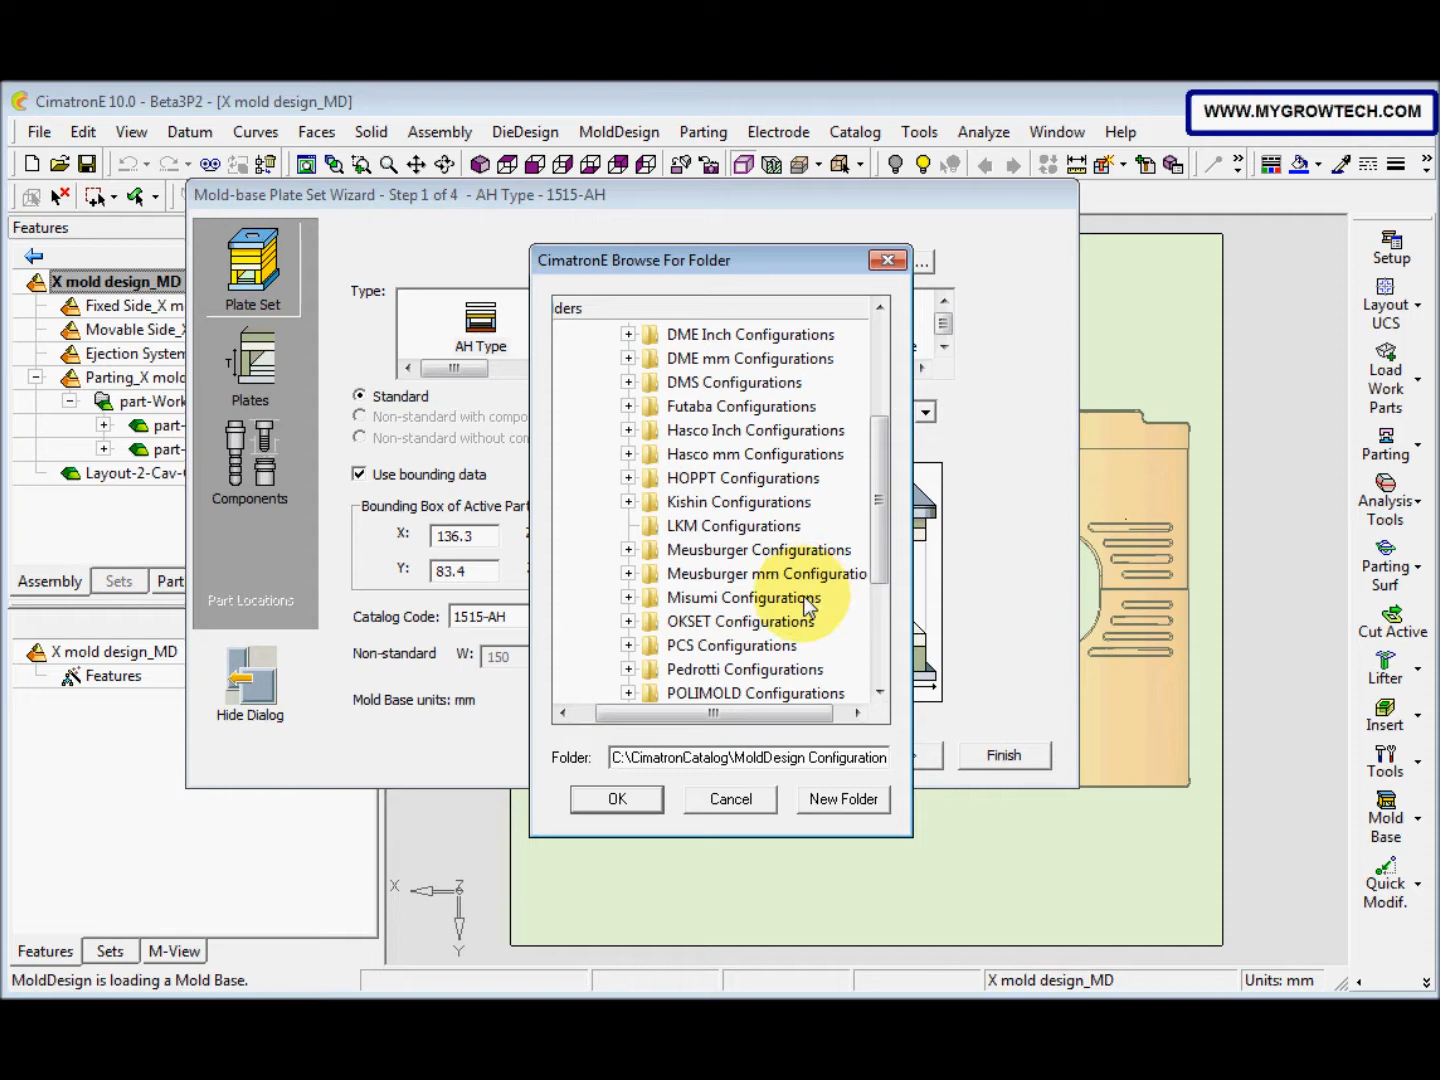 CimatronE 10.0 - Beta3P2 - [X mold design_MD]
WWW.MYGROWTECH.COM
File Edit View Datum Curves Faces Solid Assembly DieDesign MoldDesign Parting Electrode Catalog Tools Analyze Window Help
Mold-base Plate Set Wizard - Step 1 of 4 - AH Type - 1515-AH
Features
X mold design_MD
Fixed Side_X m
Movable Side_X
Ejection System
Parting_X mold
part-Work
part-
part-
Layout-2-Cav-
Assembly Sets Part
X mold design_MD
Features
Features Sets M-View
Plate Set
Plates
Components
Part Locations
Hide Dialog
Type:
AH Type
Standard
Non-standard with compo
Non-standard without con
Use bounding data
Bounding Box of Active Part
X: 136.3
Y: 83.4
Catalog Code: 1515-AH
Non-standard W: 150
Mold Base units: mm
...
Finish
CimatronE Browse For Folder
ders
DME Inch Configurations
DME mm Configurations
DMS Configurations
Futaba Configurations
Hasco Inch Configurations
Hasco mm Configurations
HOPPT Configurations
Kishin Configurations
LKM Configurations
Meusburger Configurations
Meusburger mm Configuratio
Misumi Configurations
OKSET Configurations
PCS Configurations
Pedrotti Configurations
POLIMOLD Configurations
Folder: C:\CimatronCatalog\MoldDesign Configuration
OK Cancel New Folder
Setup
Layout
UCS
Load
Work
Parts
Parting
Analysis
Tools
Parting
Surf
Cut Active
Lifter
Insert
Tools
Mold
Base
Quick
Modif.
X Z
Y
MoldDesign is loading a Mold Base.
X mold design_MD
Units: mm